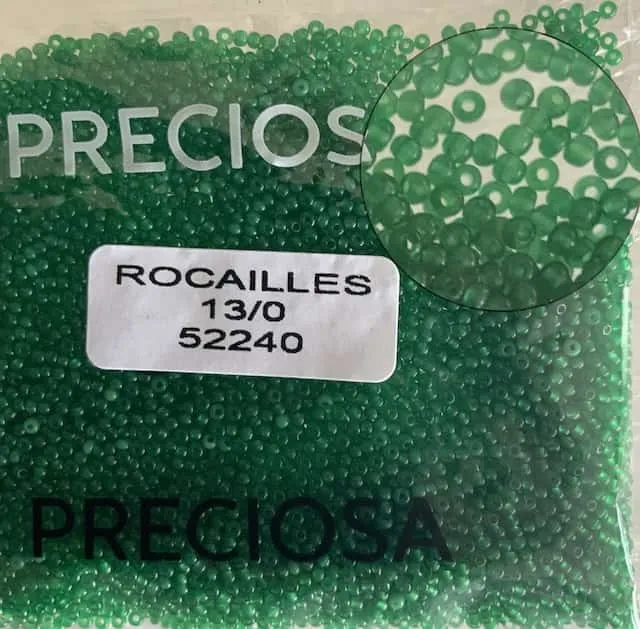 PRECIOS
ROCAILLES
13/0
52240
PRECIOSA